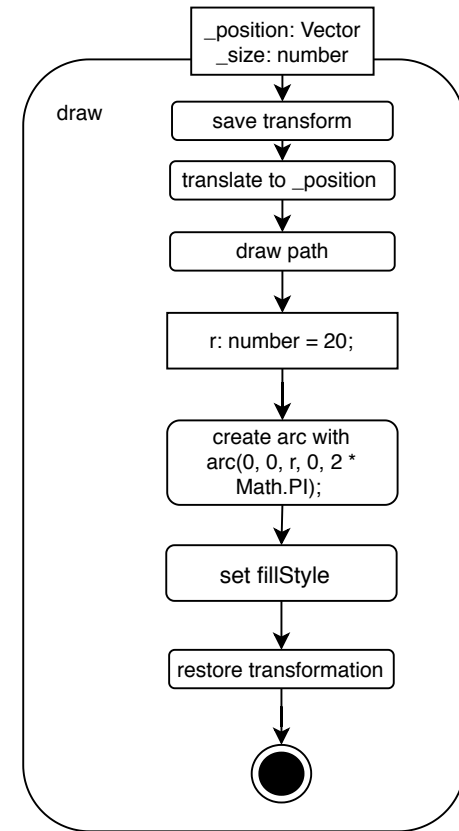 _position: Vector
_size: number
draw
save transform
translate to _position
draw path
r: number = 20;
create arc with
arc(0, 0, r, 0, 2 *
Math.PI);
set fillStyle
restore transformation